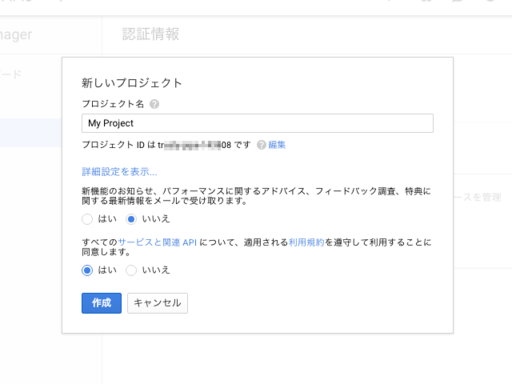 nager
認証情報
ード
新しいプロジェクト
プロジェクト名
My Project
プロジェクト ID は 08 です 編集
詳細設定を表示...
新機能のお知らせ、パフォーマンスに関するアドバイス、フィードバック調査、特典に
関する最新情報をメールで受け取ります。
はい いいえ
すべてのサービスと関連 API について、適用される利用規約を遵守して利用することに
同意します。
はい いいえ
作成 キャンセル
ースを管理